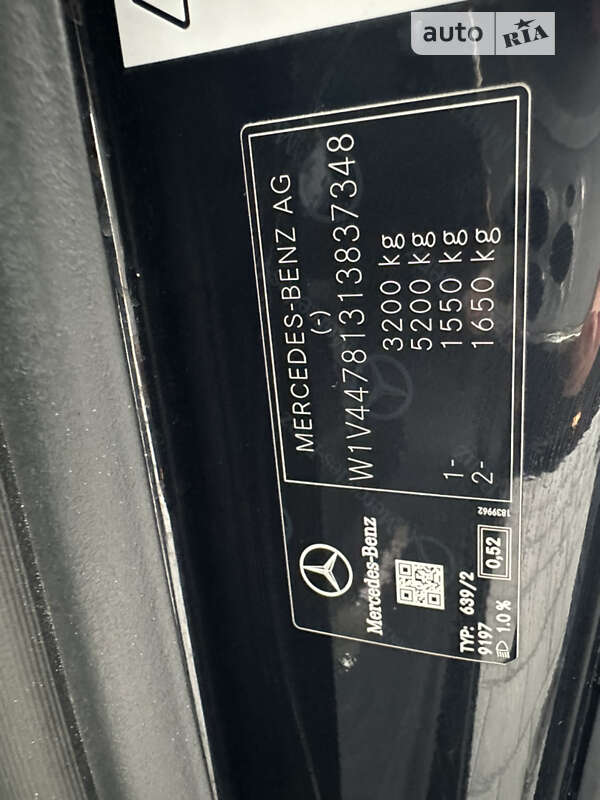 auto RIA
MERCEDES-BENZ AG
(-)
W1V44781313837348
3200 kg
5200 kg
1- 1550 kg
2- 1650 kg
Mercedes-Benz
TYP: 639/2
9197
1.0 %
0,52
1839962